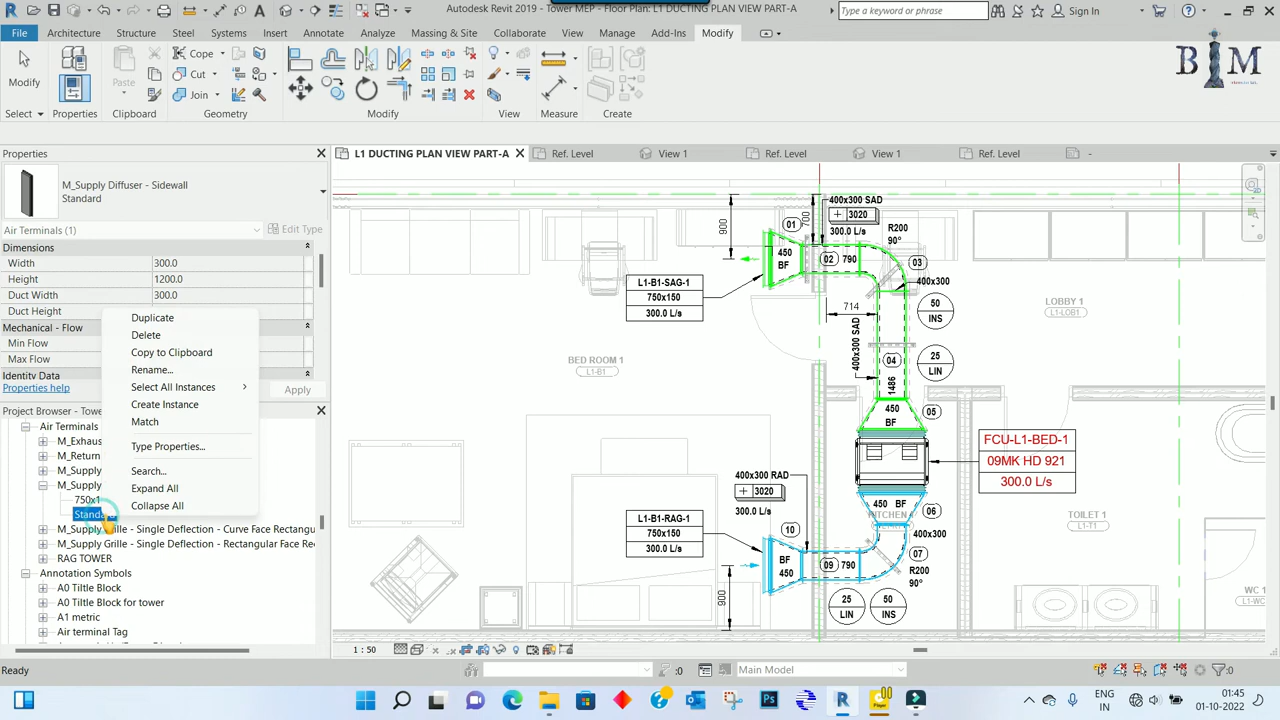 Autodesk Revit 2019 - Tower MEP - Floor Plan: L1 DUCTING PLAN VIEW PART-A
Type a keyword or phrase
Sign In
File Architecture Structure Steel Systems Insert Annotate Analyze Massing & Site Collaborate View Manage Add-Ins Modify
Modify
Paste
Cope
Cut
Join
Select
Properties
Clipboard
Geometry
Modify
View
Measure
Create
BIM
Properties
L1 DUCTING PLAN VIEW PART-A
Ref. Level
View 1
Ref. Level
View 1
Ref. Level
M_Supply Diffuser - Sidewall
Standard
Air Terminals (1)
Edit Type
Dimensions
Width 300.0
Height 1200.0
Duct Width 300.0
Duct Height
Mechanical - Flow
Min Flow
Max Flow
Identity Data
Properties help
Apply
Duplicate
Delete
Copy to Clipboard
Rename...
Select All Instances
Create Instance
Match
Type Properties...
Search...
Expand All
Collapse All
Project Browser - Towe
Air Terminals
M_Exhaus
M_Return
M_Supply
M_Supply
750x1
Stand
M_Supply Grille - Single Deflection - Curve Face Rectangu
M_Supply Grille - Single Deflection - Rectangular Face Re
RAG TOWER
Annotation Symbols
A0 Tiltle Block
A0 Tiltle Block for tower
A1 metric
Air terminal Tag
400x300 SAD
3020
300.0 L/s
900
700
01
450
BF
02 790
R200
90°
03
400x300
L1-B1-SAG-1
750x150
300.0 L/s
714
50
INS
400x300 SAD
25
LIN
04
1486
LOBBY 1
L1-LOB1
BED ROOM 1
L1-B1
450
BF
05
FCU-L1-BED-1
09MK HD 921
300.0 L/s
400x300 RAD
3020
300.0 L/s
450 BF
06
KITCHEN
400x300
07
R200
90°
TOILET 1
L1-T1
L1-B1-RAG-1
750x150
300.0 L/s
10
BF
450
09 790
900
25
LIN
50
INS
WC 1
1 : 50
Ready
:0
Main Model
:0
ENG
IN
01:45
01-10-2022